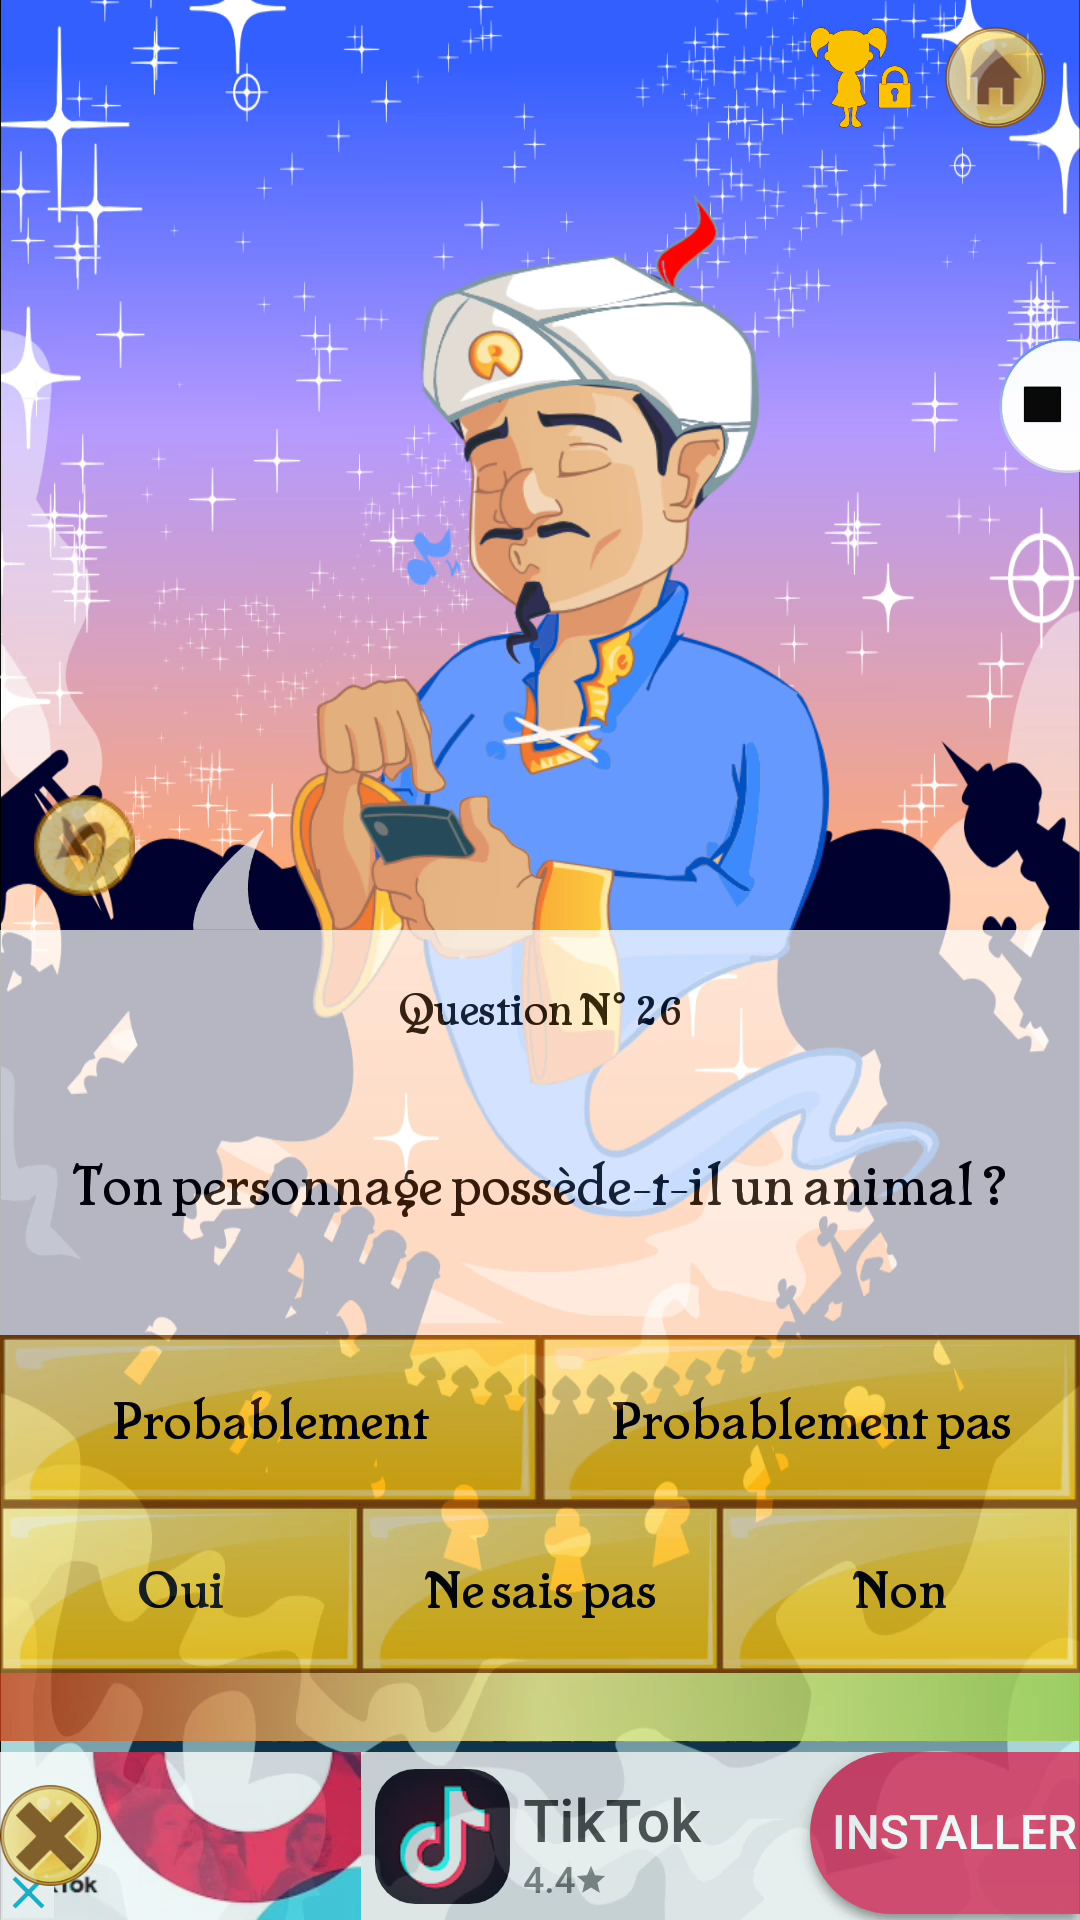 Question N° 26
Ton personnage possède-t-il un animal ?
Probablement
Probablement pas
Oui
Ne sais pas
Non
TikTok
INSTALLER
4.4★